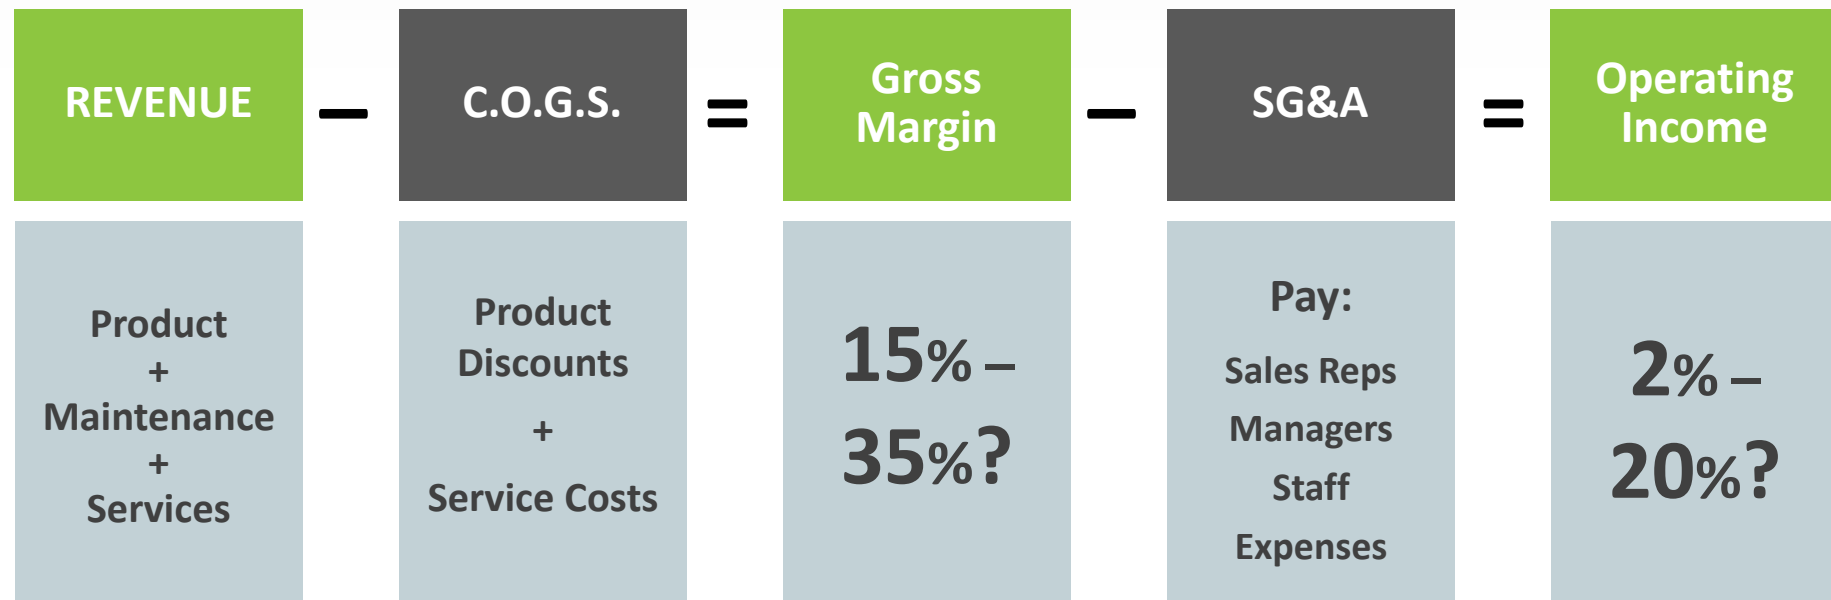 REVENUE
–
C.O.G.S.
=
Gross
Margin
–
SG&A
=
Operating
Income
Product
+
Maintenance
+
Services
Product
Discounts
+
Service Costs
15% –
35%?
Pay:
Sales Reps
Managers
Staff
Expenses
2% –
20%?